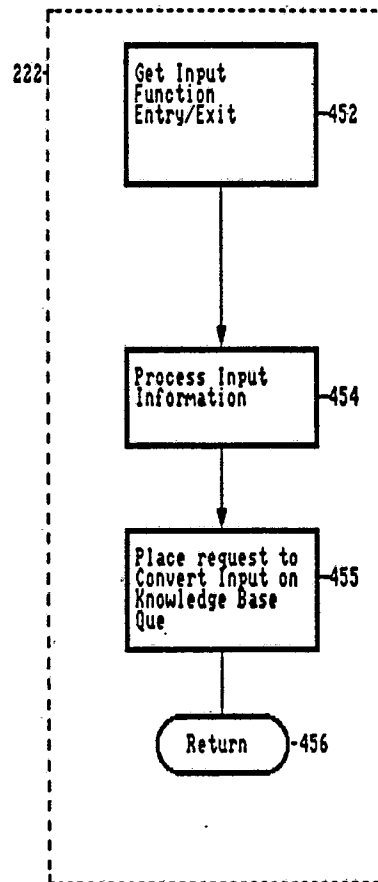 222
Get Input
Function
Entry/Exit
452
Process Input
Information
454
Place request to
Convert Input on
Knowledge Base
Que
455
Return
456